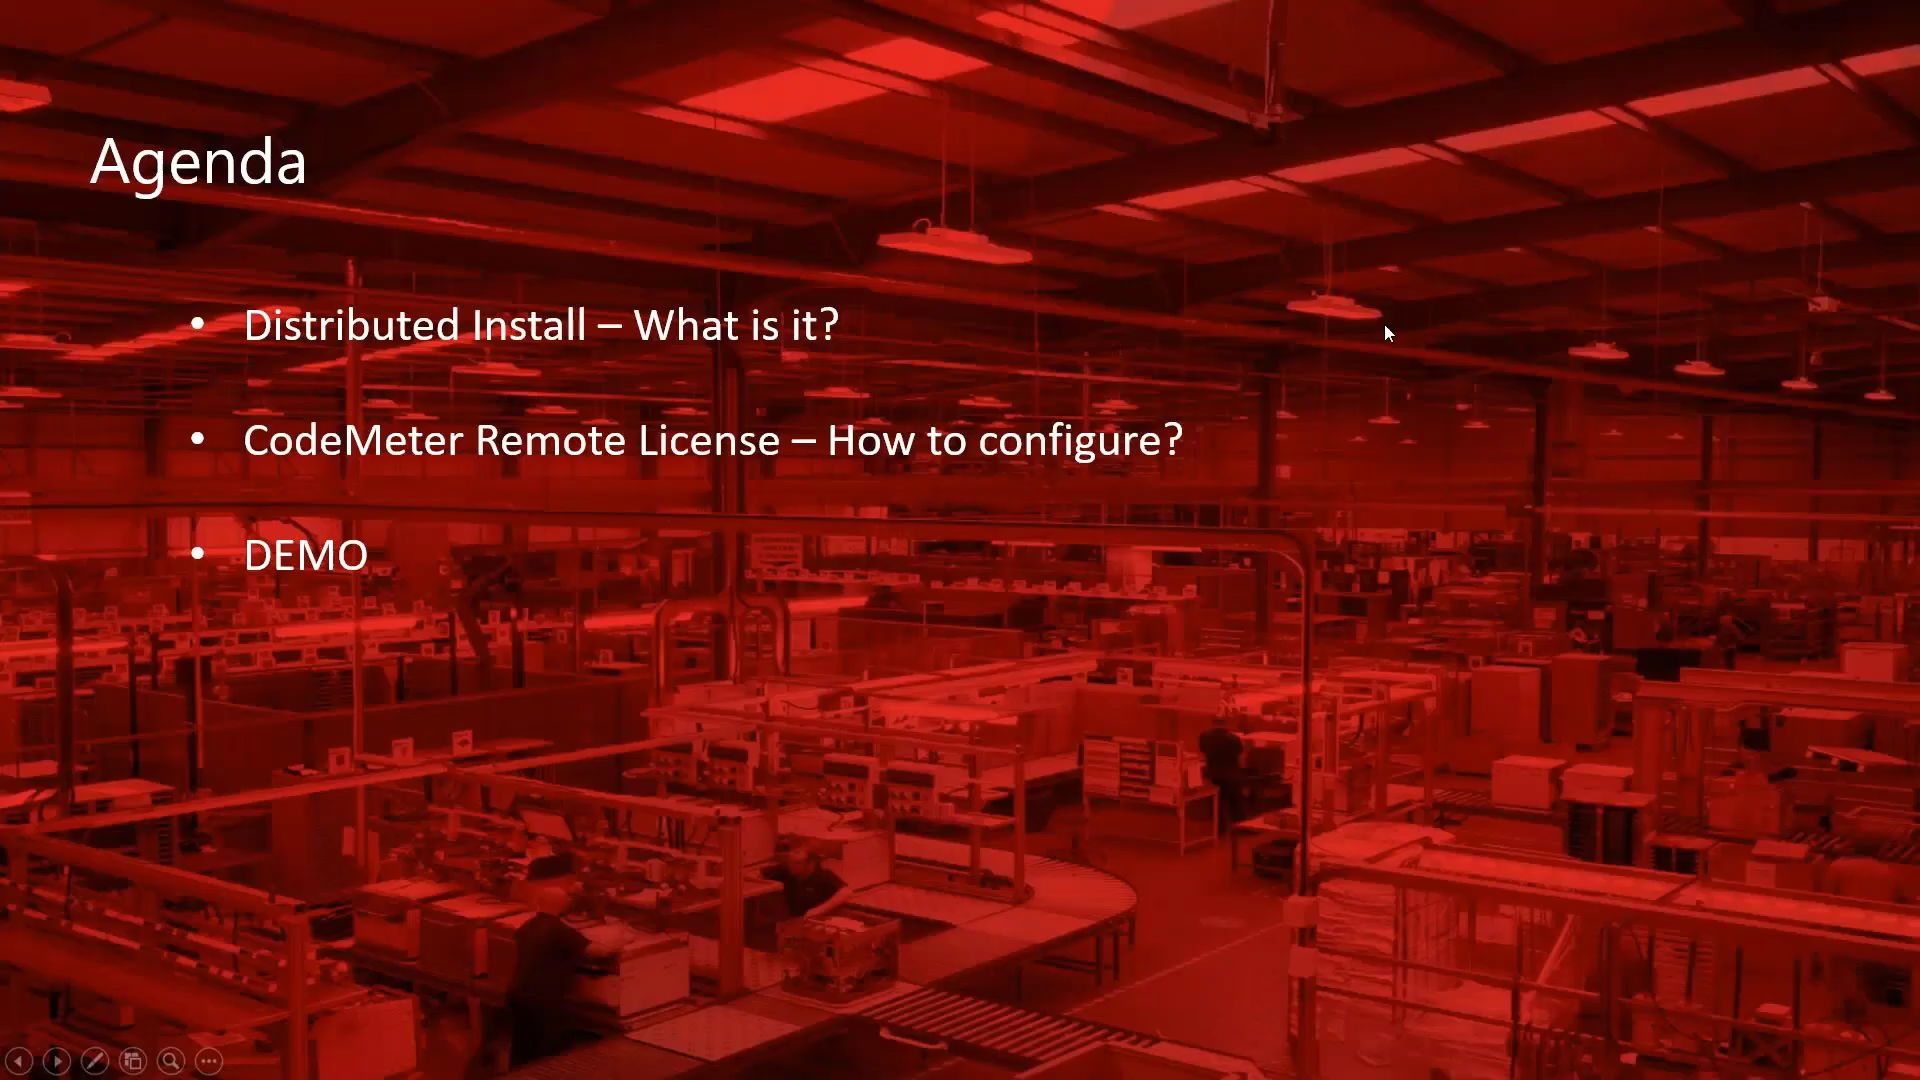 Agenda
• Distributed Install – What is it?
• CodeMeter Remote License – How to configure?
• DEMO